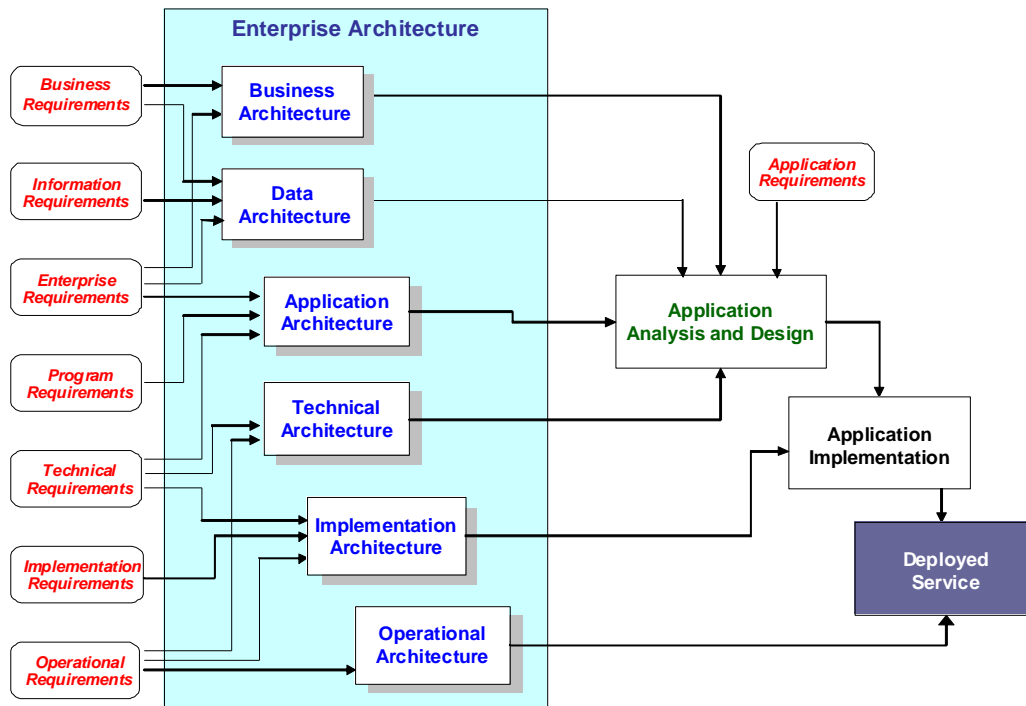 Enterprise Architecture
Business
Requirements
Business
Architecture
Information
Requirements
Data
Architecture
Application
Requirements
Enterprise
Requirements
Application
Architecture
Application
Analysis and Design
Program
Requirements
Technical
Architecture
Technical
Requirements
Application
Implementation
Implementation
Architecture
Implementation
Requirements
Deployed
Service
Operational
Architecture
Operational
Requirements